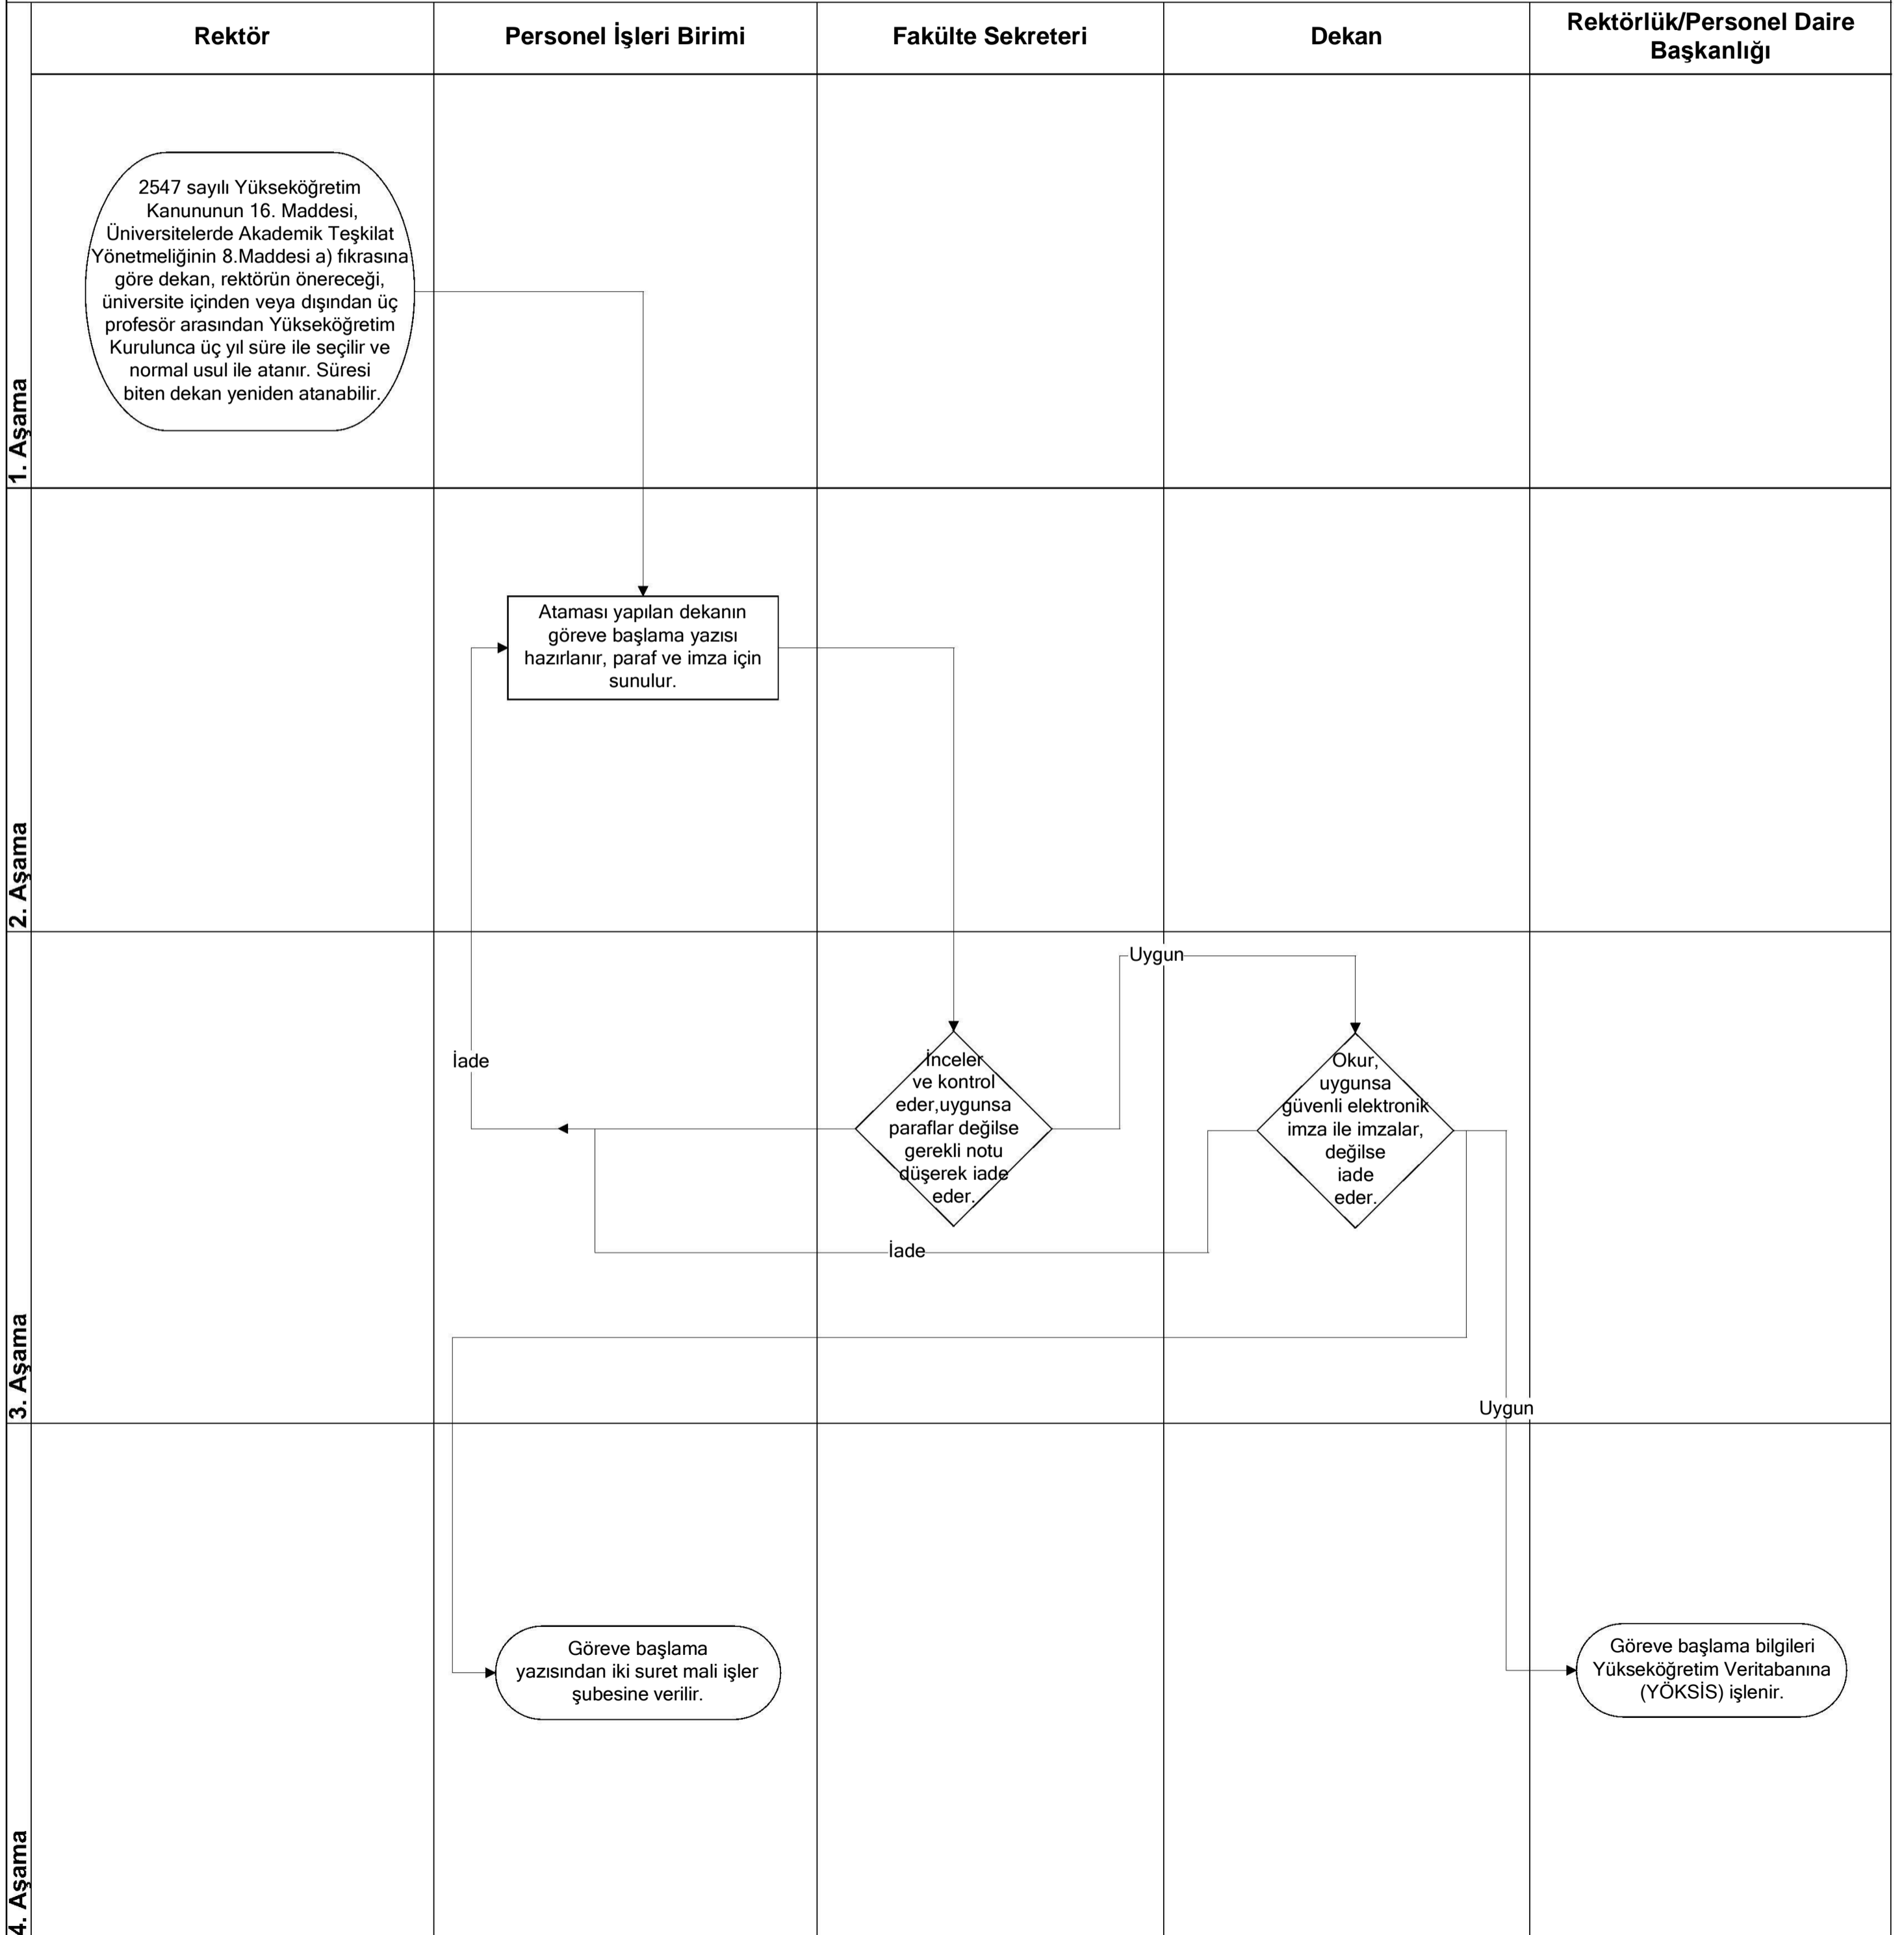 Rektör
Personel İşleri Birimi
Fakülte Sekreteri
Dekan
Rektörlük/Personel Daire
Başkanlığı
1. Aşama
2547 sayılı Yükseköğretim
Kanununun 16. Maddesi,
Üniversitelerde Akademik Teşkilat
Yönetmeliğinin 8.Maddesi a) fıkrasına
göre dekan, rektörün önereceği,
üniversite içinden veya dışından üç
profesör arasından Yükseköğretim
Kurulunca üç yıl süre ile seçilir ve
normal usul ile atanır. Süresi
biten dekan yeniden atanabilir.
2. Aşama
Ataması yapılan dekanın
göreve başlama yazısı
hazırlanır, paraf ve imza için
sunulur.
3. Aşama
Uygun
İade
İnceler
ve kontrol
eder,uygunsa
paraflar değilse
gerekli notu
düşerek iade
eder.
Okur,
uygunsa
güvenli elektronik
imza ile imzalar,
değilse
iade
eder.
İade
Uygun
4. Aşama
Göreve başlama
yazısından iki suret mali işler
şubesine verilir.
Göreve başlama bilgileri
Yükseköğretim Veritabanına
(YÖKSİS) işlenir.